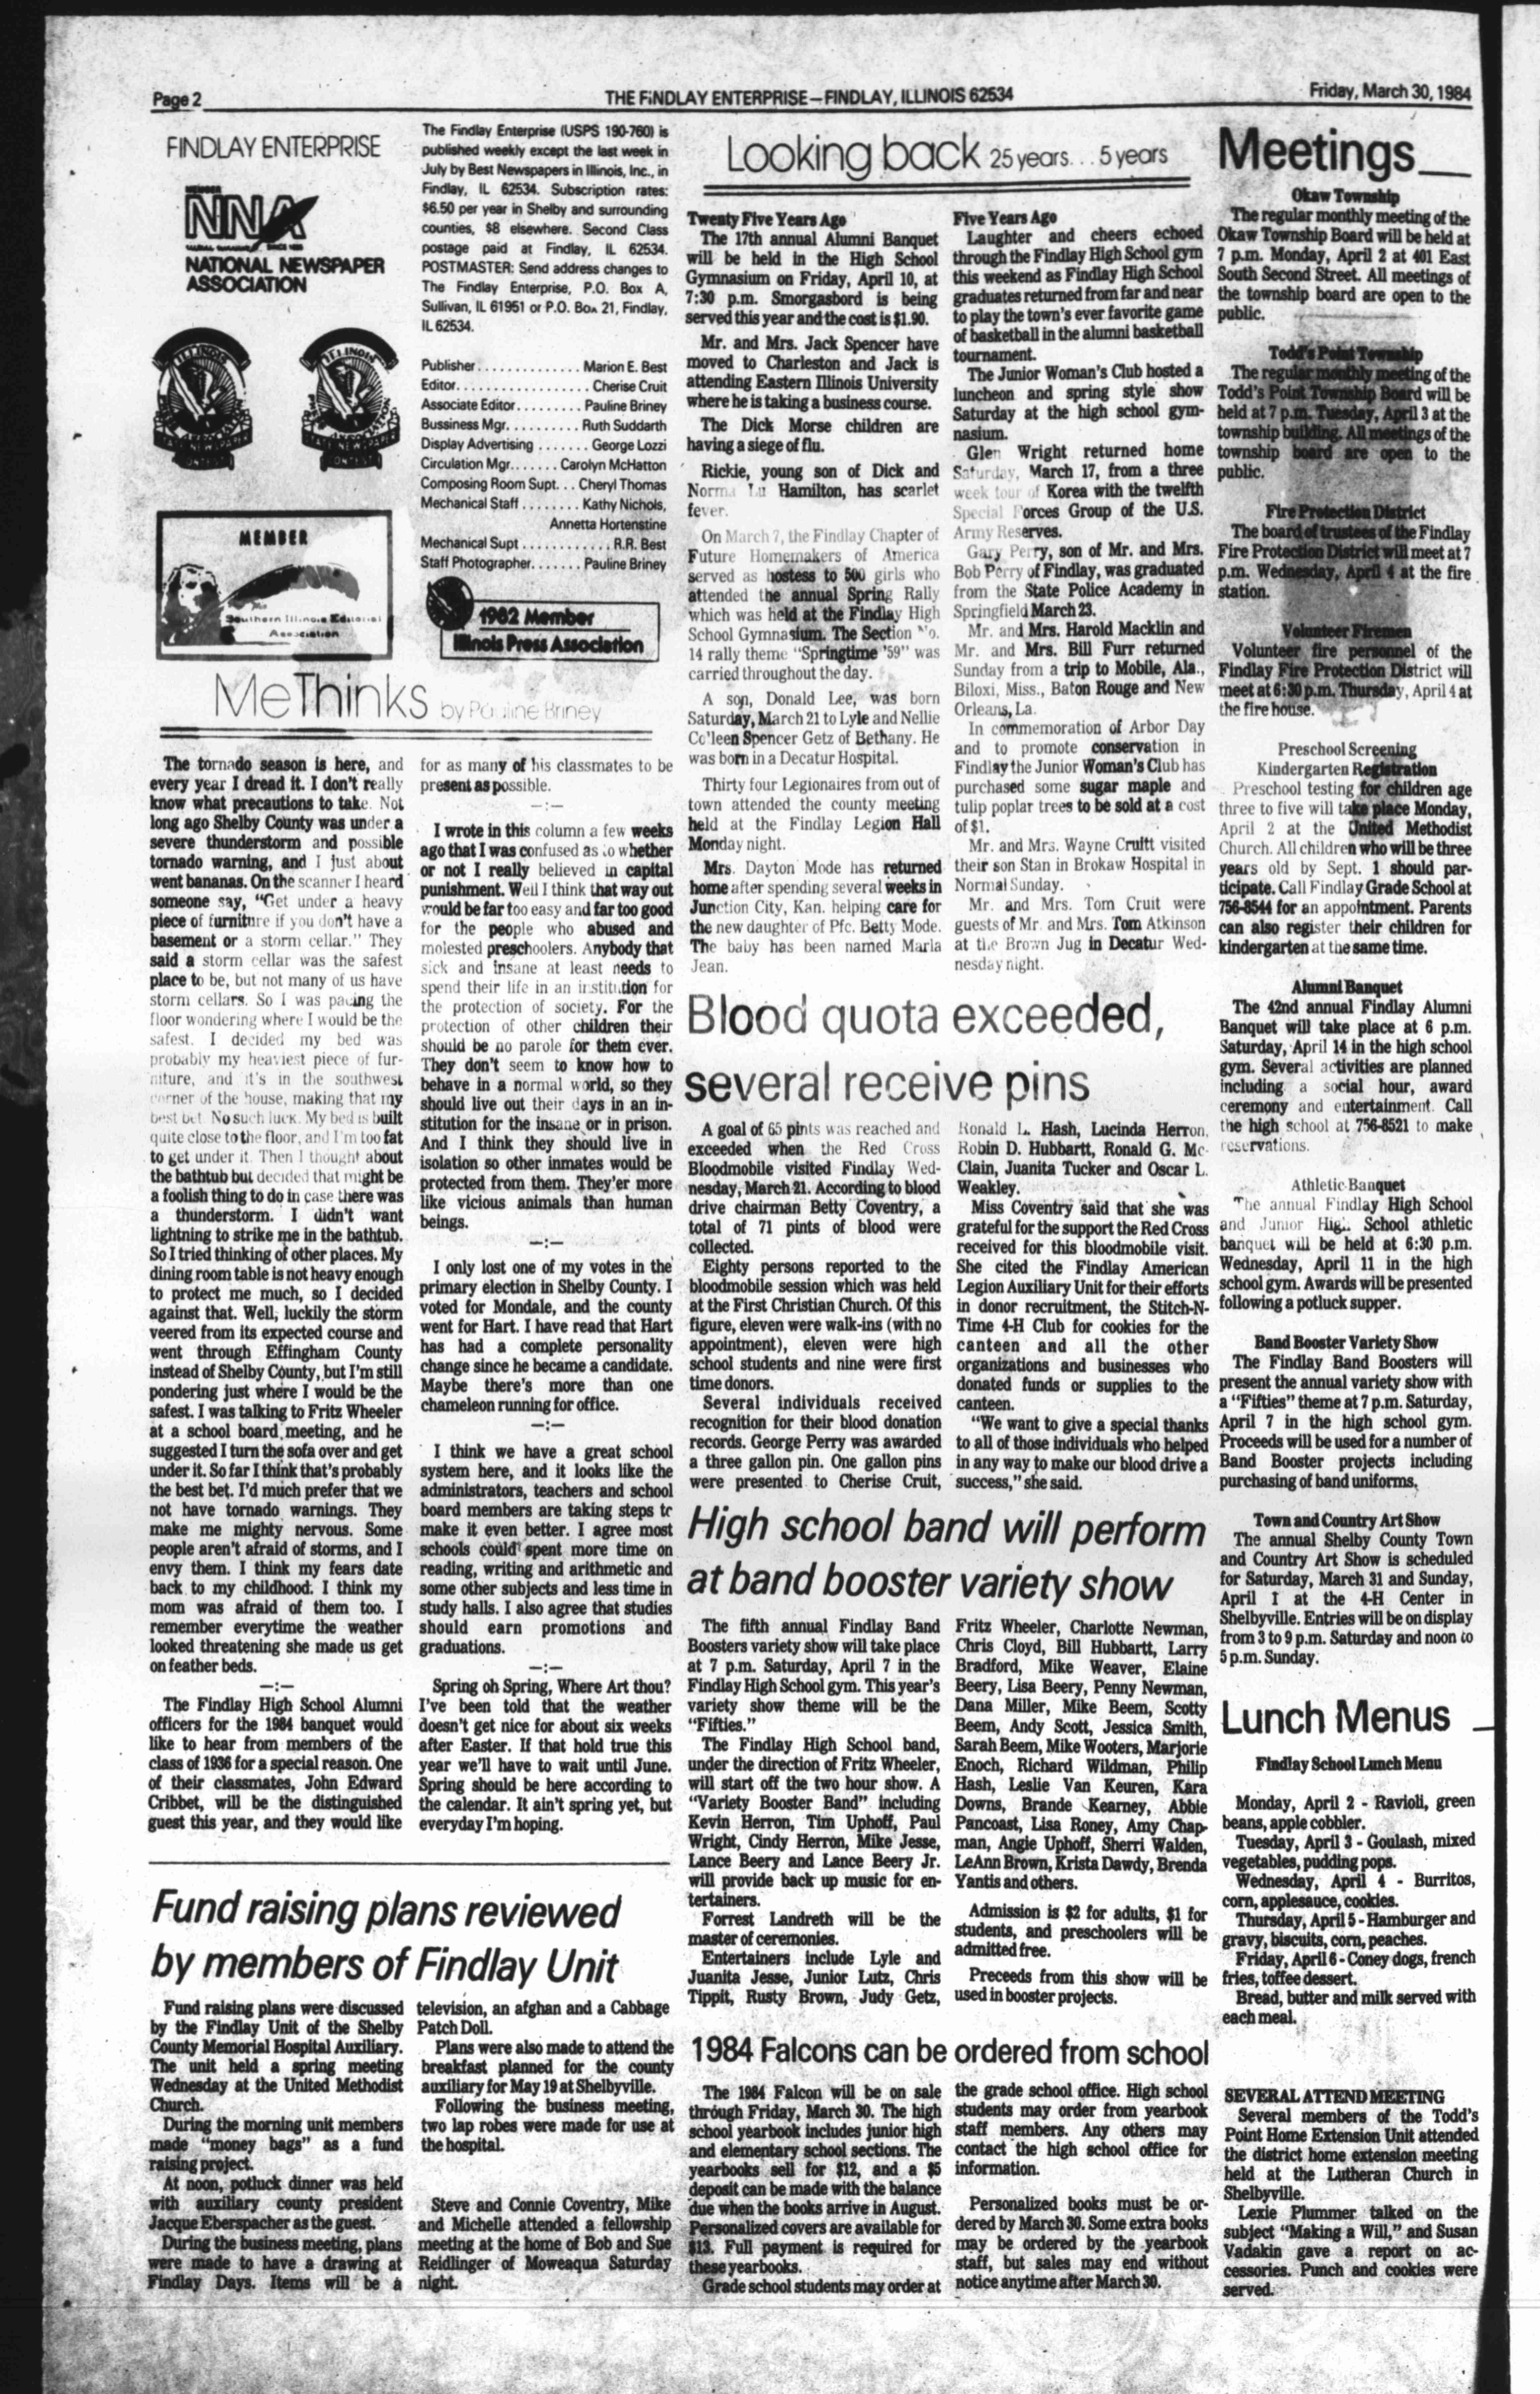 Page 2
THE FINDLAY ENTERPRISE—FINDLAY, ILLINOIS 62534
Friday, March 30, 1984
FINDLAY ENTERPRISE
MEMBER
NNA
SINCE 1885
NATIONAL NEWSPAPER
ASSOCIATION
ILLINOIS
ILLINOIS
MEMBER
Southern Illinois Editorial
Association
The Findlay Enterprise (USPS 190-760) is
published weekly except the last week in
July by Best Newspapers in Illinois, Inc., in
Findlay, IL 62534. Subscription rates:
$6.50 per year in Shelby and surrounding
counties, $8 elsewhere. Second Class
postage paid at Findlay, IL 62534.
POSTMASTER: Send address changes to
The Findlay Enterprise, P.O. Box A,
Sullivan, IL 61951 or P.O. Box 21, Findlay,
IL 62534.
Publisher............. Marion E. Best
Editor................. Cherise Cruit
Associate Editor......... Pauline Briney
Bussiness Mgr.......... Ruth Suddarth
Display Advertising ....... George Lozzi
Circulation Mgr....... Carolyn McHatton
Composing Room Supt... Cheryl Thomas
Mechanical Staff ........ Kathy Nichols,
Annetta Hortenstine
Mechanical Supt ............ R.R. Best
Staff Photographer....... Pauline Briney
1982 Member
Illinois Press Association
MeThinks by Pauline Briney
The tornado season is here, and
every year I dread it. I don't really
know what precautions to take. Not
long ago Shelby County was under a
severe thunderstorm and possible
tornado warning, and I just about
went bananas. On the scanner I heard
someone say, "Get under a heavy
piece of furniture if you don't have a
basement or a storm cellar." They
said a storm cellar was the safest
place to be, but not many of us have
storm cellars. So I was pacing the
floor wondering where I would be the
safest. I decided my bed was
probably my heaviest piece of fur-
niture, and it's in the southwest
corner of the house, making that my
best bet. No such luck. My bed is built
quite close to the floor, and I'm too fat
to get under it. Then I thought about
the bathtub but decided that might be
a foolish thing to do in case there was
a thunderstorm. I didn't want
lightning to strike me in the bathtub.
So I tried thinking of other places. My
dining room table is not heavy enough
to protect me much, so I decided
against that. Well, luckily the storm
veered from its expected course and
went through Effingham County
instead of Shelby County, but I'm still
pondering just where I would be the
safest. I was talking to Fritz Wheeler
at a school board meeting, and he
suggested I turn the sofa over and get
under it. So far I think that's probably
the best bet. I'd much prefer that we
not have tornado warnings. They
make me mighty nervous. Some
people aren't afraid of storms, and I
envy them. I think my fears date
back to my childhood. I think my
mom was afraid of them too. I
remember everytime the weather
looked threatening she made us get
on feather beds.
—:—
The Findlay High School Alumni
officers for the 1984 banquet would
like to hear from members of the
class of 1936 for a special reason. One
of their classmates, John Edward
Cribbet, will be the distinguished
guest this year, and they would like
for as many of his classmates to be
present as possible.
—:—
I wrote in this column a few weeks
ago that I was confused as to whether
or not I really believed in capital
punishment. Well I think that way out
would be far too easy and far too good
for the people who abused and
molested preschoolers. Anybody that
sick and insane at least needs to
spend their life in an institution for
the protection of society. For the
protection of other children their
should be no parole for them ever.
They don't seem to know how to
behave in a normal world, so they
should live out their days in an in-
stitution for the insane or in prison.
And I think they should live in
isolation so other inmates would be
protected from them. They'er more
like vicious animals than human
beings.
—:—
I only lost one of my votes in the
primary election in Shelby County. I
voted for Mondale, and the county
went for Hart. I have read that Hart
has had a complete personality
change since he became a candidate.
Maybe there's more than one
chameleon running for office.
—:—
I think we have a great school
system here, and it looks like the
administrators, teachers and school
board members are taking steps to
make it even better. I agree most
schools could spent more time on
reading, writing and arithmetic and
some other subjects and less time in
study halls. I also agree that studies
should earn promotions and
graduations.
—:—
Spring oh Spring, Where Art thou?
I've been told that the weather
doesn't get nice for about six weeks
after Easter. If that hold true this
year we'll have to wait until June.
Spring should be here according to
the calendar. It ain't spring yet, but
everyday I'm hoping.
Fund raising plans reviewed
by members of Findlay Unit
Fund raising plans were discussed
by the Findlay Unit of the Shelby
County Memorial Hospital Auxiliary.
The unit held a spring meeting
Wednesday at the United Methodist
Church.
During the morning unit members
made "money bags" as a fund
raising project.
At noon, potluck dinner was held
with auxiliary county president
Jacque Eberspacher as the guest.
During the business meeting, plans
were made to have a drawing at
Findlay Days. Items will be a
television, an afghan and a Cabbage
Patch Doll.
Plans were also made to attend the
breakfast planned for the county
auxiliary for May 19 at Shelbyville.
Following the business meeting,
two lap robes were made for use at
the hospital.
Steve and Connie Coventry, Mike
and Michelle attended a fellowship
meeting at the home of Bob and Sue
Reidlinger of Moweaqua Saturday
night.
Looking back 25 years... 5 years
Twenty Five Years Ago
The 17th annual Alumni Banquet
will be held in the High School
Gymnasium on Friday, April 10, at
7:30 p.m. Smorgasbord is being
served this year and the cost is $1.90.
Mr. and Mrs. Jack Spencer have
moved to Charleston and Jack is
attending Eastern Illinois University
where he is taking a business course.
The Dick Morse children are
having a siege of flu.
Rickie, young son of Dick and
Norma Lu Hamilton, has scarlet
fever.
On March 7, the Findlay Chapter of
Future Homemakers of America
served as hostess to 500 girls who
attended the annual Spring Rally
which was held at the Findlay High
School Gymnasium. The Section No.
14 rally theme "Springtime '59" was
carried throughout the day.
A son, Donald Lee, was born
Saturday, March 21 to Lyle and Nellie
Co'leen Spencer Getz of Bethany. He
was born in a Decatur Hospital.
Thirty four Legionaires from out of
town attended the county meeting
held at the Findlay Legion Hall
Monday night.
Mrs. Dayton Mode has returned
home after spending several weeks in
Junction City, Kan. helping care for
the new daughter of Pfc. Betty Mode.
The baby has been named Marla
Jean.
Five Years Ago
Laughter and cheers echoed
through the Findlay High School gym
this weekend as Findlay High School
graduates returned from far and near
to play the town's ever favorite game
of basketball in the alumni basketball
tournament.
The Junior Woman's Club hosted a
luncheon and spring style show
Saturday at the high school gym-
nasium.
Glen Wright returned home
Saturday, March 17, from a three
week tour of Korea with the twelfth
Special Forces Group of the U.S.
Army Reserves.
Gary Perry, son of Mr. and Mrs.
Bob Perry of Findlay, was graduated
from the State Police Academy in
Springfield March 23.
Mr. and Mrs. Harold Macklin and
Mr. and Mrs. Bill Furr returned
Sunday from a trip to Mobile, Ala.,
Biloxi, Miss., Baton Rouge and New
Orleans, La.
In commemoration of Arbor Day
and to promote conservation in
Findlay the Junior Woman's Club has
purchased some sugar maple and
tulip poplar trees to be sold at a cost
of $1.
Mr. and Mrs. Wayne Cruitt visited
their son Stan in Brokaw Hospital in
Normal Sunday.
Mr. and Mrs. Tom Cruit were
guests of Mr. and Mrs. Tom Atkinson
at the Brown Jug in Decatur Wed-
nesday night.
Blood quota exceeded,
several receive pins
A goal of 65 pints was reached and
exceeded when the Red Cross
Bloodmobile visited Findlay Wed-
nesday, March 21. According to blood
drive chairman Betty Coventry, a
total of 71 pints of blood were
collected.
Eighty persons reported to the
bloodmobile session which was held
at the First Christian Church. Of this
figure, eleven were walk-ins (with no
appointment), eleven were high
school students and nine were first
time donors.
Several individuals received
recognition for their blood donation
records. George Perry was awarded
a three gallon pin. One gallon pins
were presented to Cherise Cruit,
Ronald L. Hash, Lucinda Herron,
Robin D. Hubbartt, Ronald G. Mc-
Clain, Juanita Tucker and Oscar L.
Weakley.
Miss Coventry said that she was
grateful for the support the Red Cross
received for this bloodmobile visit.
She cited the Findlay American
Legion Auxiliary Unit for their efforts
in donor recruitment, the Stitch-N-
Time 4-H Club for cookies for the
canteen and all the other
organizations and businesses who
donated funds or supplies to the
canteen.
"We want to give a special thanks
to all of those individuals who helped
in any way to make our blood drive a
success," she said.
High school band will perform
at band booster variety show
The fifth annual Findlay Band
Boosters variety show will take place
at 7 p.m. Saturday, April 7 in the
Findlay High School gym. This year's
variety show theme will be the
"Fifties."
The Findlay High School band,
under the direction of Fritz Wheeler,
will start off the two hour show. A
"Variety Booster Band" including
Kevin Herron, Tim Uphoff, Paul
Wright, Cindy Herron, Mike Jesse,
Lance Beery and Lance Beery Jr.
will provide back up music for en-
tertainers.
Forrest Landreth will be the
master of ceremonies.
Entertainers include Lyle and
Juanita Jesse, Junior Lutz, Chris
Tippit, Rusty Brown, Judy Getz,
Fritz Wheeler, Charlotte Newman,
Chris Cloyd, Bill Hubbartt, Larry
Bradford, Mike Weaver, Elaine
Beery, Lisa Beery, Penny Newman,
Dana Miller, Mike Beem, Scotty
Beem, Andy Scott, Jessica Smith,
Sarah Beem, Mike Wooters, Marjorie
Enoch, Richard Wildman, Philip
Hash, Leslie Van Keuren, Kara
Downs, Brande Kearney, Abbie
Pancoast, Lisa Roney, Amy Chap-
man, Angie Uphoff, Sherri Walden,
LeAnn Brown, Krista Dawdy, Brenda
Yantis and others.
Admission is $2 for adults, $1 for
students, and preschoolers will be
admitted free.
Preceeds from this show will be
used in booster projects.
1984 Falcons can be ordered from school
The 1984 Falcon will be on sale
through Friday, March 30. The high
school yearbook includes junior high
and elementary school sections. The
yearbooks sell for $12, and a $5
deposit can be made with the balance
due when the books arrive in August.
Personalized covers are available for
$13. Full payment is required for
these yearbooks.
Grade school students may order at
the grade school office. High school
students may order from yearbook
staff members. Any others may
contact the high school office for
information.
Personalized books must be or-
dered by March 30. Some extra books
may be ordered by the yearbook
staff, but sales may end without
notice anytime after March 30.
Meetings
Okaw Township
The regular monthly meeting of the
Okaw Township Board will be held at
7 p.m. Monday, April 2 at 401 East
South Second Street. All meetings of
the township board are open to the
public.
Todd's Point Township
The regular monthly meeting of the
Todd's Point Township Board will be
held at 7 p.m. Tuesday, April 3 at the
township building. All meetings of the
township board are open to the
public.
Fire Protection District
The board of trustees of the Findlay
Fire Protection District will meet at 7
p.m. Wednesday, April 4 at the fire
station.
Volunteer Firemen
Volunteer fire personnel of the
Findlay Fire Protection District will
meet at 6:30 p.m. Thursday, April 4 at
the fire house.
Preschool Screening
Kindergarten Registration
Preschool testing for children age
three to five will take place Monday,
April 2 at the United Methodist
Church. All children who will be three
years old by Sept. 1 should par-
ticipate. Call Findlay Grade School at
756-8544 for an appointment. Parents
can also register their children for
kindergarten at the same time.
Alumni Banquet
The 42nd annual Findlay Alumni
Banquet will take place at 6 p.m.
Saturday, April 14 in the high school
gym. Several activities are planned
including a social hour, award
ceremony and entertainment. Call
the high school at 756-8521 to make
reservations.
Athletic Banquet
The annual Findlay High School
and Junior High School athletic
banquet will be held at 6:30 p.m.
Wednesday, April 11 in the high
school gym. Awards will be presented
following a potluck supper.
Band Booster Variety Show
The Findlay Band Boosters will
present the annual variety show with
a "Fifties" theme at 7 p.m. Saturday,
April 7 in the high school gym.
Proceeds will be used for a number of
Band Booster projects including
purchasing of band uniforms.
Town and Country Art Show
The annual Shelby County Town
and Country Art Show is scheduled
for Saturday, March 31 and Sunday,
April 1 at the 4-H Center in
Shelbyville. Entries will be on display
from 3 to 9 p.m. Saturday and noon to
5 p.m. Sunday.
Lunch Menus
Findlay School Lunch Menu
Monday, April 2 - Ravioli, green
beans, apple cobbler.
Tuesday, April 3 - Goulash, mixed
vegetables, pudding pops.
Wednesday, April 4 - Burritos,
corn, applesauce, cookies.
Thursday, April 5 - Hamburger and
gravy, biscuits, corn, peaches.
Friday, April 6 - Coney dogs, french
fries, toffee dessert.
Bread, butter and milk served with
each meal.
SEVERAL ATTEND MEETING
Several members of the Todd's
Point Home Extension Unit attended
the district home extension meeting
held at the Lutheran Church in
Shelbyville.
Lexie Plummer talked on the
subject "Making a Will," and Susan
Vadakin gave a report on ac-
cessories. Punch and cookies were
served.